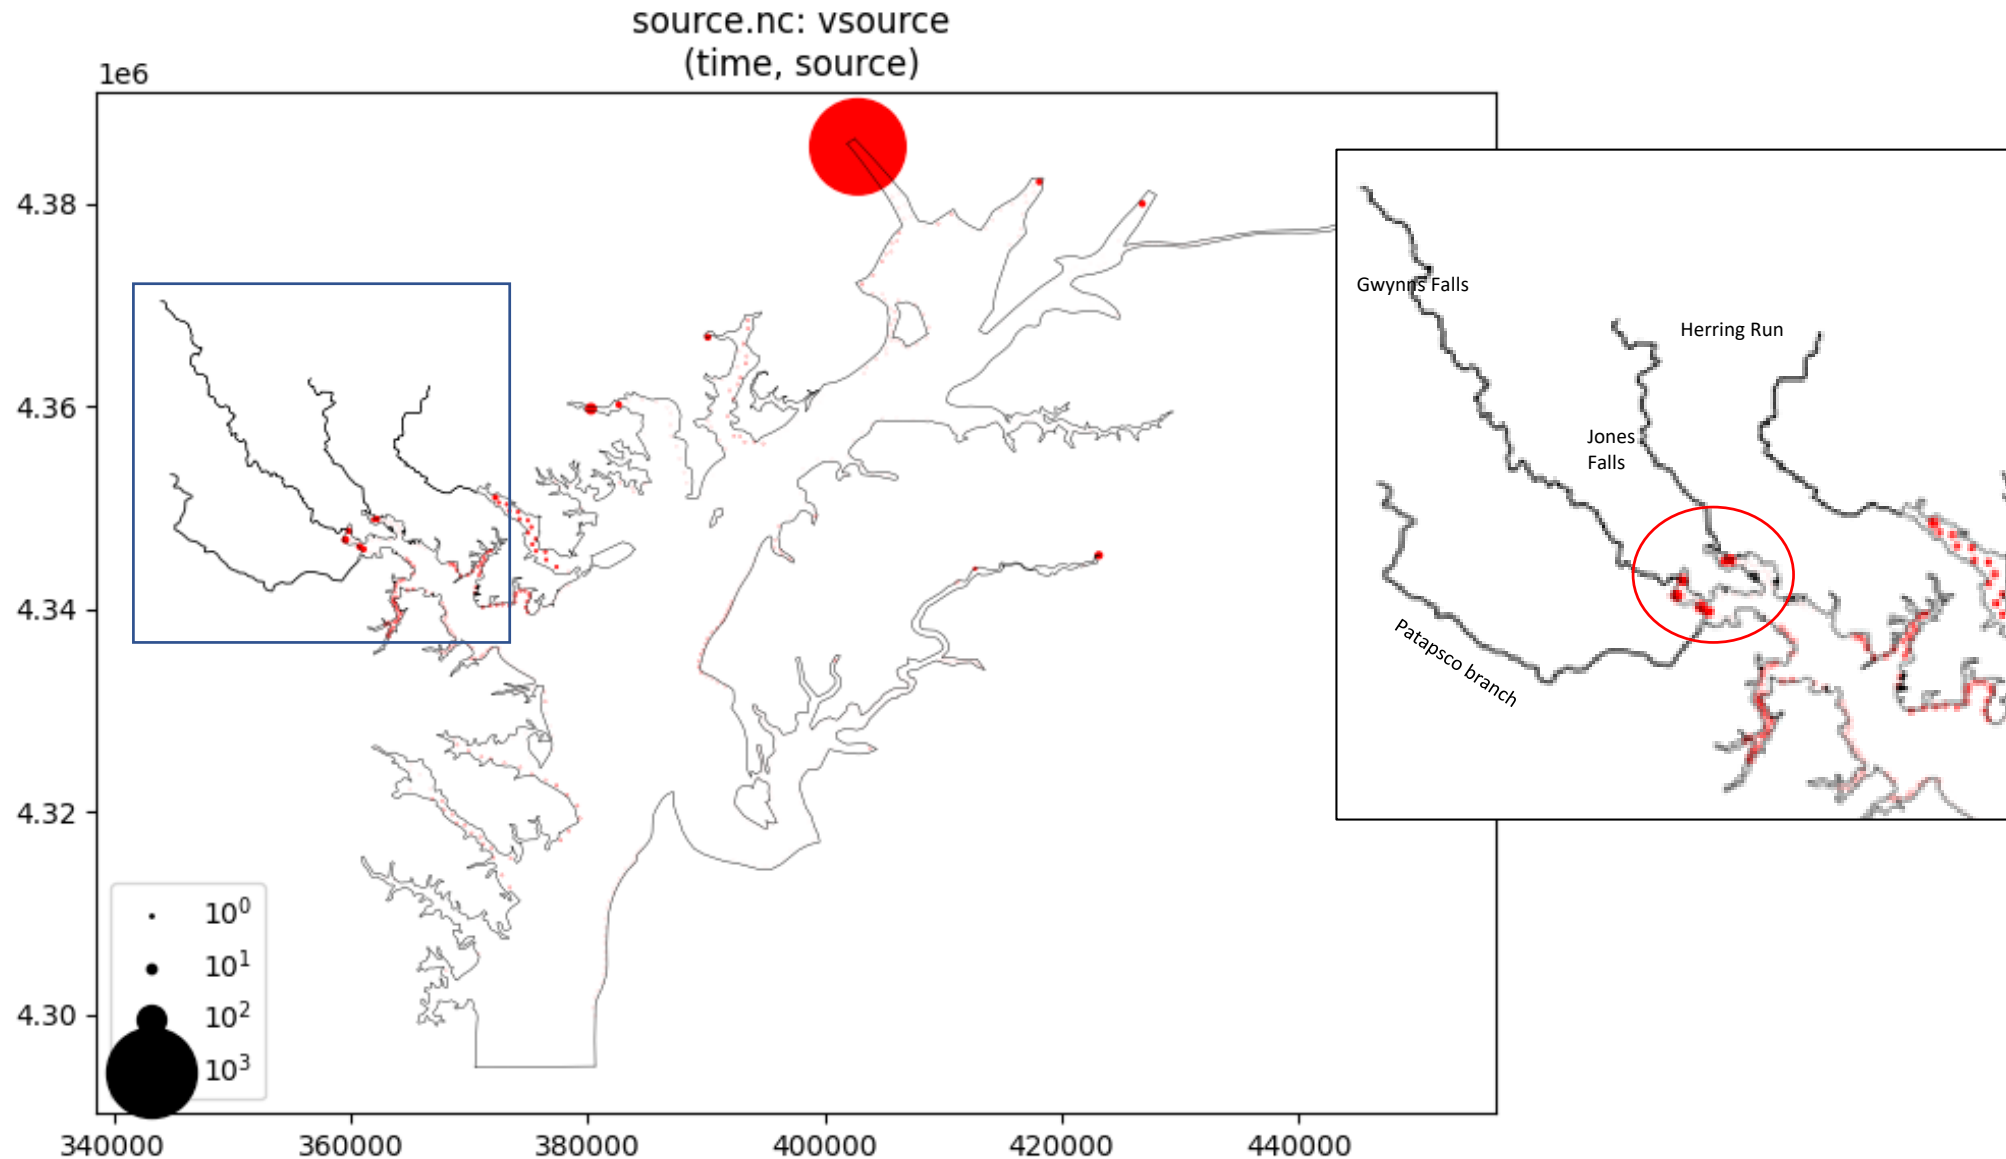 source.nc: vsource
(time, source)
1e6
4.38
4.36
4.34
4.32
4.30
340000
360000
380000
400000
420000
440000
10⁰
10¹
10²
10³
Gwynns Falls
Herring Run
Jones
Falls
Patapsco branch